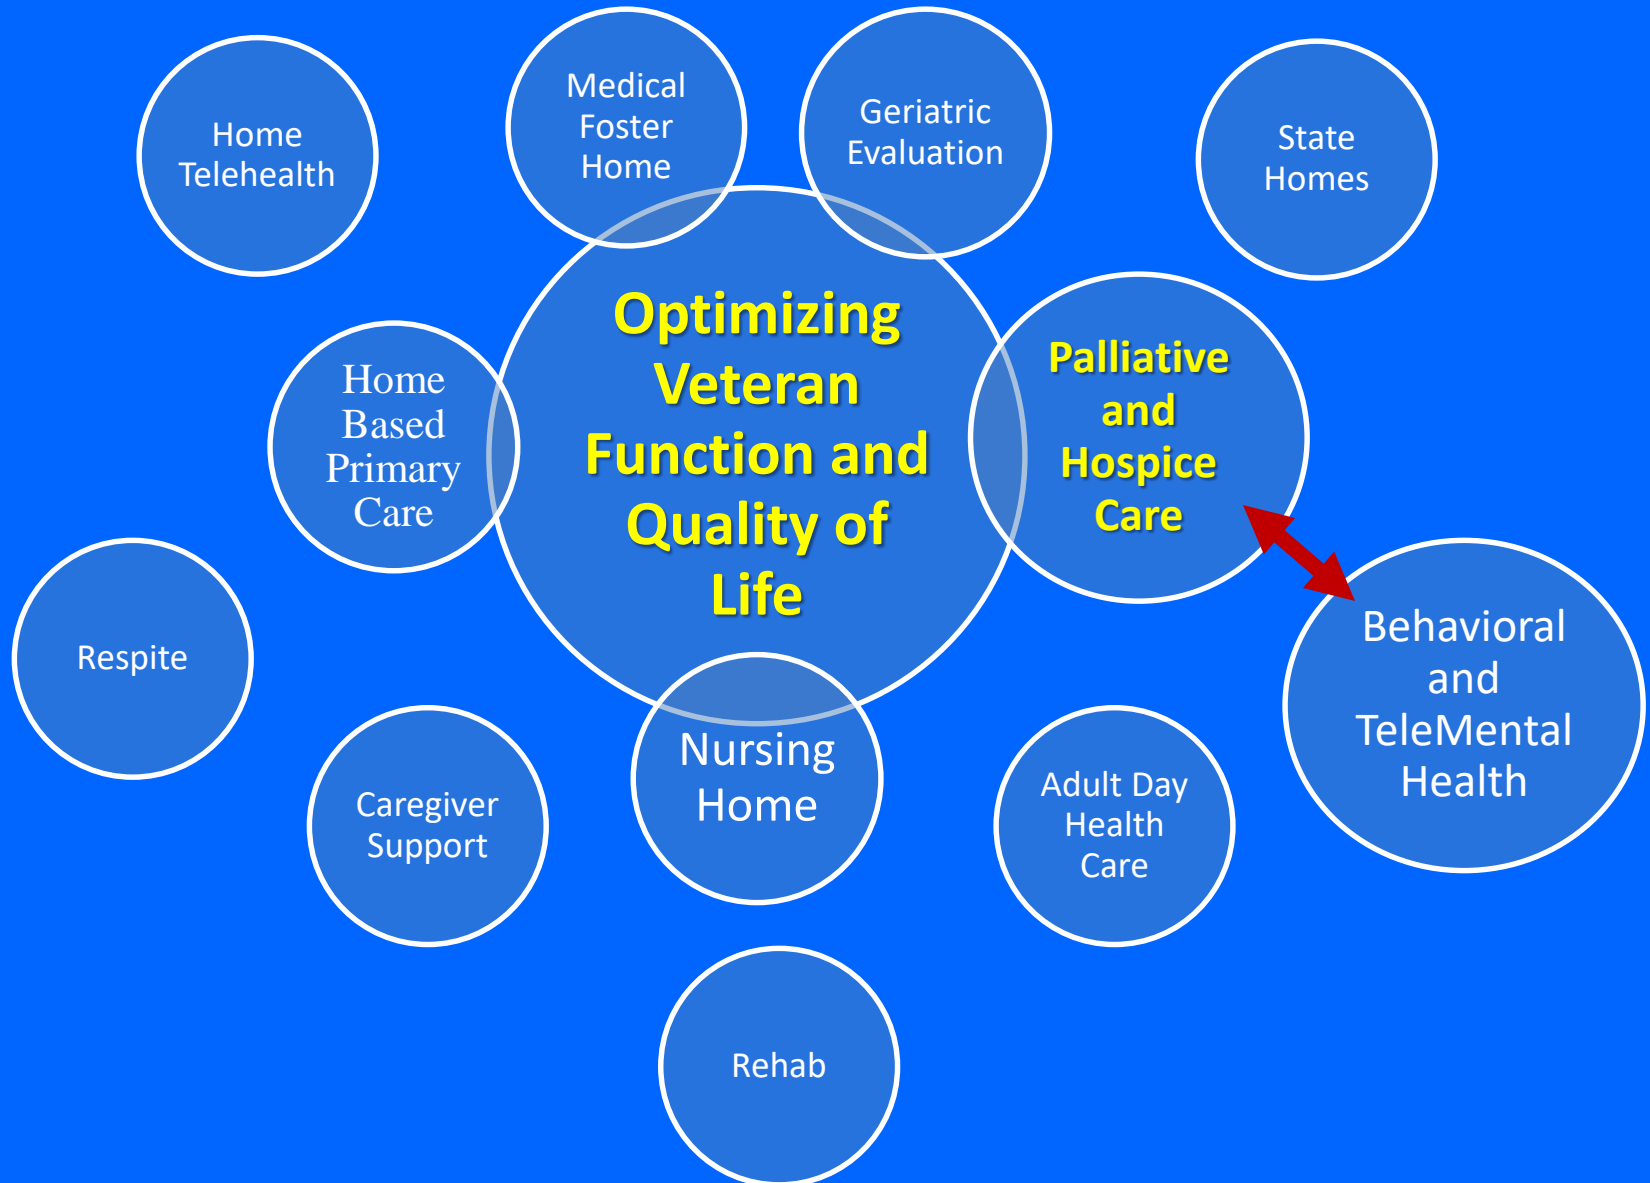 Home
Telehealth
Medical
Foster
Home
Geriatric
Evaluation
State
Homes
Optimizing
Veteran
Function and
Quality of
Life
Palliative
and
Hospice
Care
Home
Based
Primary
Care
Respite
Caregiver
Support
Nursing
Home
Adult Day
Health
Care
Behavioral
and
TeleMental
Health
Rehab